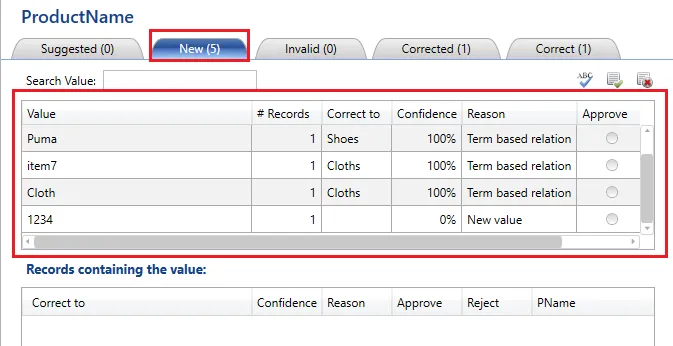 ProductName
Suggested (0) New (5) Invalid (0) Corrected (1) Correct (1)
Search Value: ABC
Value # Records Correct to Confidence Reason Approve
Puma 1 Shoes 100% Term based relation
item7 1 Cloths 100% Term based relation
Cloth 1 Cloths 100% Term based relation
1234 1 0% New value
Records containing the value:
Correct to Confidence Reason Approve Reject PName